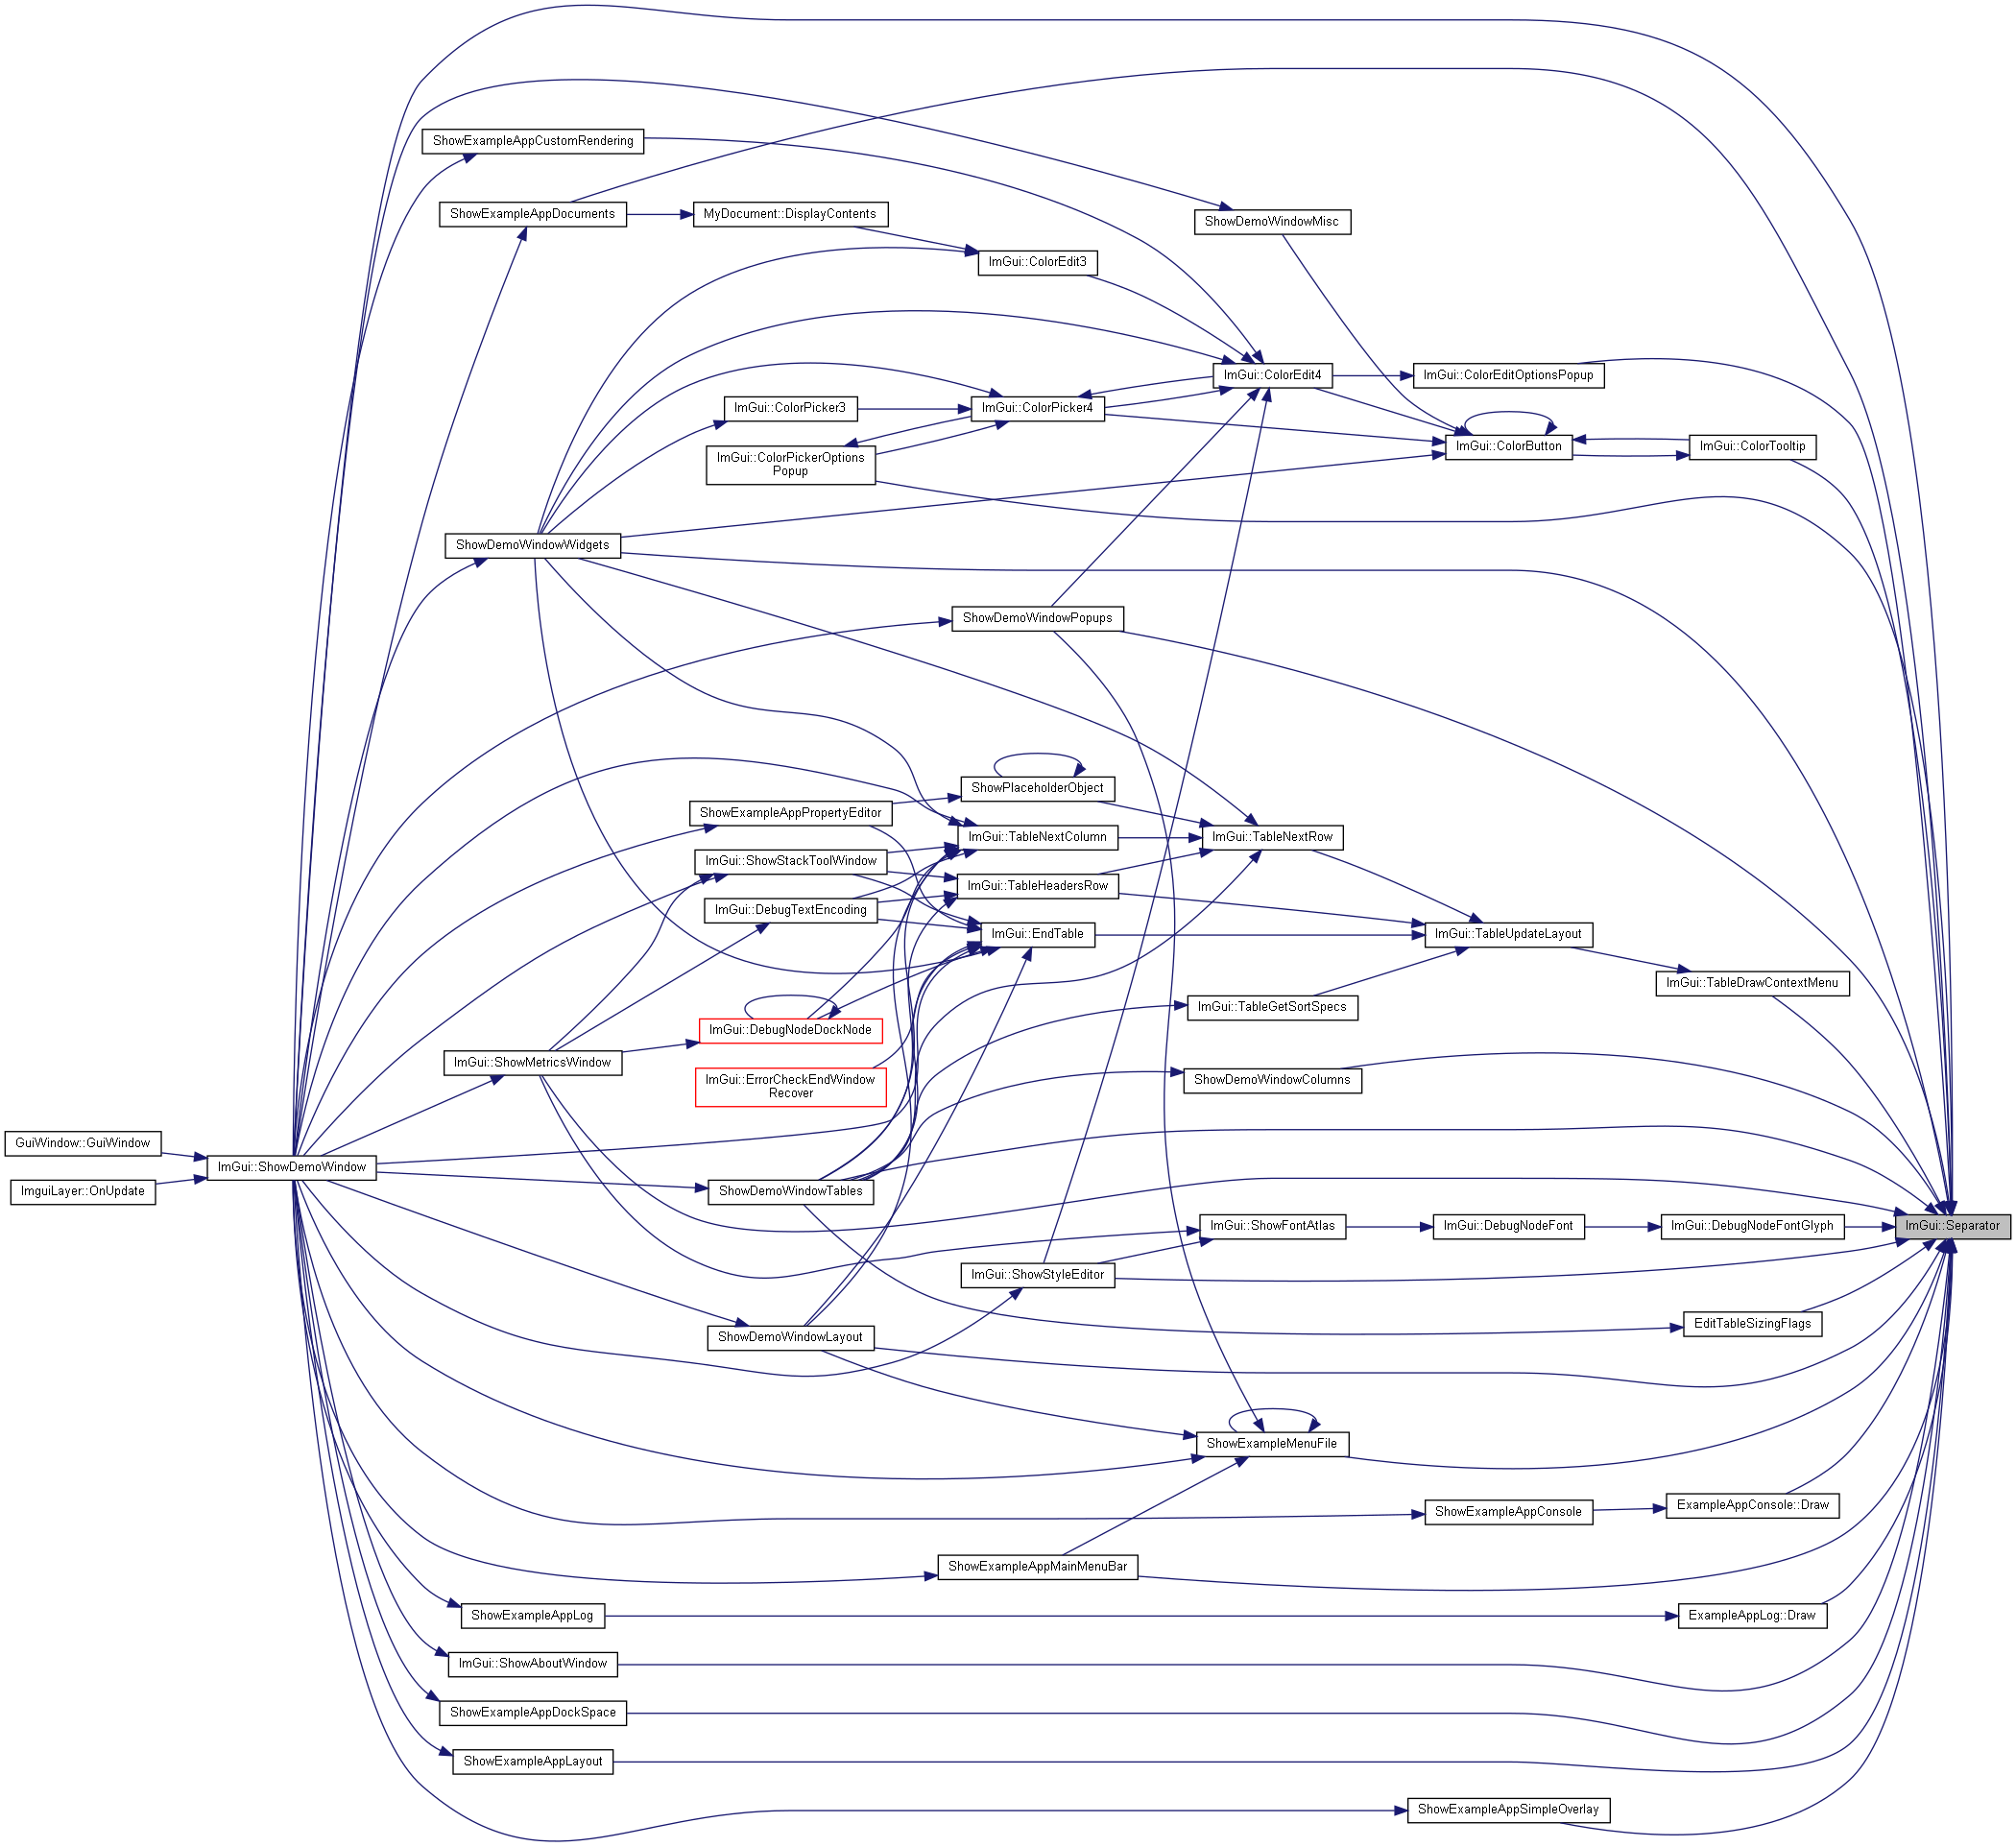 ShowExampleAppCustomRendering
ShowExampleAppDocuments
MyDocument::DisplayContents
ShowDemoWindowMisc
ImGui::ColorEdit3
ImGui::ColorEdit4
ImGui::ColorEditOptionsPopup
ImGui::ColorPicker3
ImGui::ColorPicker4
ImGui::ColorPickerOptions
Popup
ImGui::ColorButton
ImGui::ColorTooltip
ShowDemoWindowWidgets
ShowDemoWindowPopups
ShowPlaceholderObject
ShowExampleAppPropertyEditor
ImGui::TableNextColumn
ImGui::TableNextRow
ImGui::ShowStackToolWindow
ImGui::TableHeadersRow
ImGui::DebugTextEncoding
ImGui::EndTable
ImGui::TableUpdateLayout
ImGui::TableDrawContextMenu
ImGui::TableGetSortSpecs
ImGui::DebugNodeDockNode
ImGui::ShowMetricsWindow
ImGui::ErrorCheckEndWindow
Recover
ShowDemoWindowColumns
GuiWindow::GuiWindow
ImGui::ShowDemoWindow
ImguiLayer::OnUpdate
ShowDemoWindowTables
ImGui::ShowFontAtlas
ImGui::DebugNodeFont
ImGui::DebugNodeFontGlyph
ImGui::Separator
ImGui::ShowStyleEditor
EditTableSizingFlags
ShowDemoWindowLayout
ShowExampleMenuFile
ShowExampleAppConsole
ExampleAppConsole::Draw
ShowExampleAppMainMenuBar
ShowExampleAppLog
ExampleAppLog::Draw
ImGui::ShowAboutWindow
ShowExampleAppDockSpace
ShowExampleAppLayout
ShowExampleAppSimpleOverlay